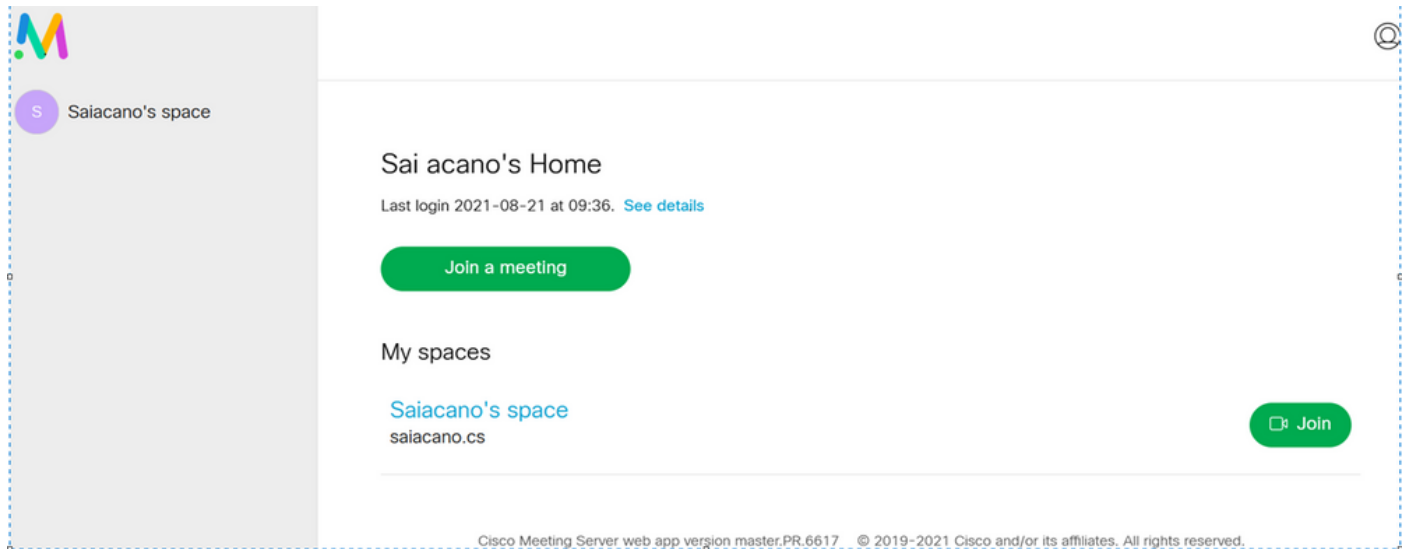 S Saiacano's space
Sai acano's Home
Last login 2021-08-21 at 09:36. See details
Join a meeting
My spaces
Saiacano's space
saiacano.cs
Join
Cisco Meeting Server web app version master.PR.6617 © 2019-2021 Cisco and/or its affiliates. All rights reserved.